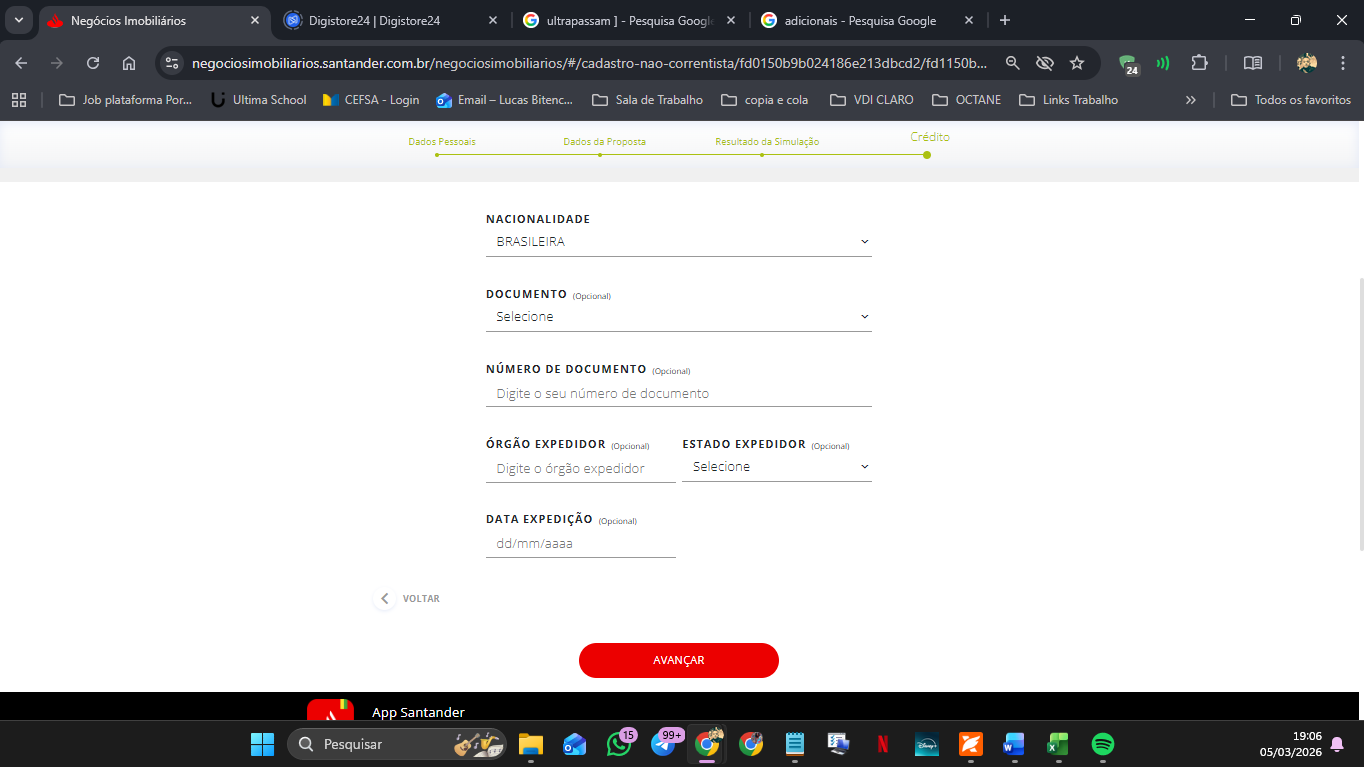 Negócios Imobiliários
Digistore24 | Digistore24
ultrapassam ] - Pesquisa Google
adicionais - Pesquisa Google
negociosimobiliarios.santander.com.br/negociosimobiliarios/#/cadastro-nao-correntista/fd0150b9b024186e213dbcd2/fd1150b...
24
Job plataforma Por...
Ultima School
CEFSA - Login
Email – Lucas Bitenc...
Sala de Trabalho
copia e cola
VDI CLARO
OCTANE
Links Trabalho
Todos os favoritos
Dados Pessoais
Dados da Proposta
Resultado da Simulação
Crédito
NACIONALIDADE
BRASILEIRA
DOCUMENTO (Opcional)
Selecione
NÚMERO DE DOCUMENTO (Opcional)
Digite o seu número de documento
ÓRGÃO EXPEDIDOR (Opcional)
ESTADO EXPEDIDOR (Opcional)
Digite o órgão expedidor
Selecione
DATA EXPEDIÇÃO (Opcional)
dd/mm/aaaa
VOLTAR
AVANÇAR
App Santander
Pesquisar
15
99+
19:06
05/03/2026